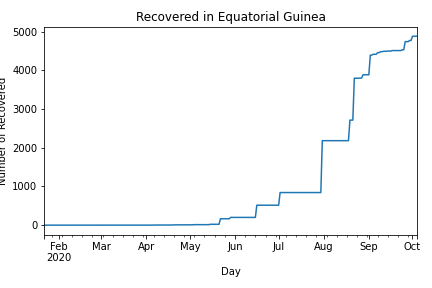 Recovered in Equatorial Guinea
5000
4000
3000
2000
1000
0
Number of Recovered
Feb Mar Apr May Jun Jul Aug Sep Oct
2020
Day